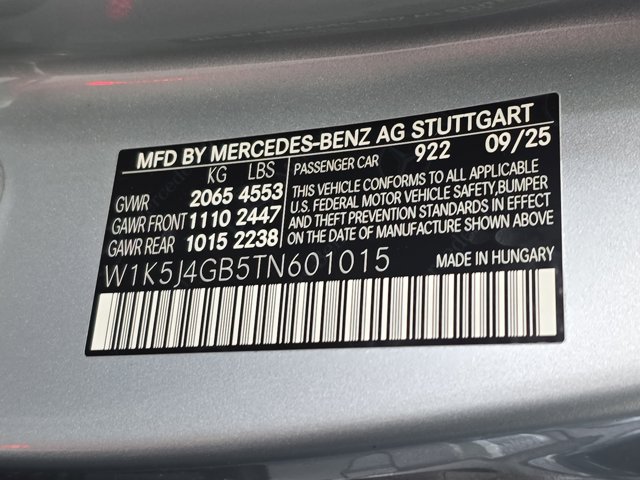 MFD BY MERCEDES-BENZ AG STUTTGART
KG LBS
GVWR 2065 4553
GAWR FRONT 1110 2447
GAWR REAR 1015 2238
PASSENGER CAR 922 09/25
THIS VEHICLE CONFORMS TO ALL APPLICABLE
U.S. FEDERAL MOTOR VEHICLE SAFETY,BUMPER
AND THEFT PREVENTION STANDARDS IN EFFECT
ON THE DATE OF MANUFACTURE SHOWN ABOVE
W1K5J4GB5TN601015 MADE IN HUNGARY